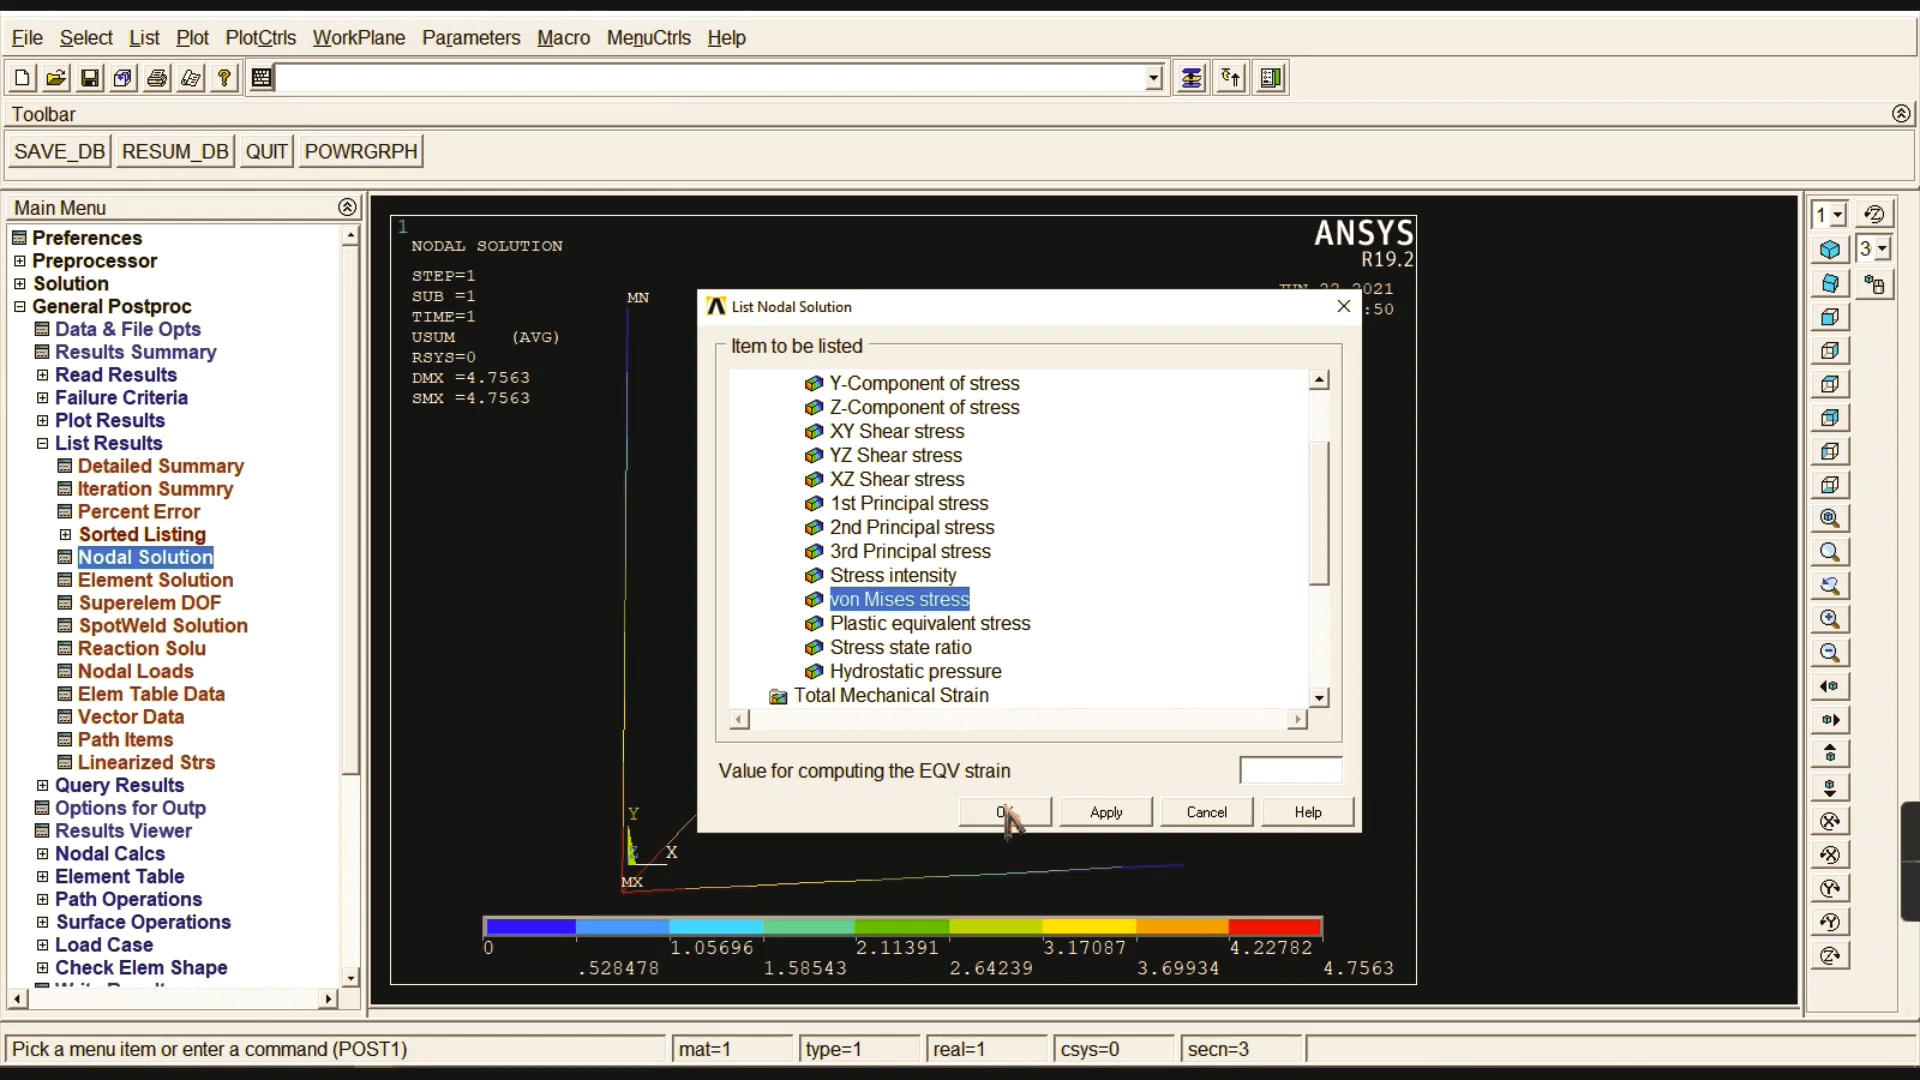 File Select List Plot PlotCtrls WorkPlane Parameters Macro MenuCtrls Help
Toolbar
SAVE_DB RESUM_DB QUIT POWRGRPH
Main Menu
Preferences
Preprocessor
Solution
General Postproc
Data & File Opts
Results Summary
Read Results
Failure Criteria
Plot Results
List Results
Detailed Summary
Iteration Summry
Percent Error
Sorted Listing
Nodal Solution
Element Solution
Superelem DOF
SpotWeld Solution
Reaction Solu
Nodal Loads
Elem Table Data
Vector Data
Path Items
Linearized Strs
Query Results
Options for Outp
Results Viewer
Nodal Calcs
Element Table
Path Operations
Surface Operations
Load Case
Check Elem Shape
1
NODAL SOLUTION
STEP=1
SUB =1
TIME=1
USUM (AVG)
RSYS=0
DMX =4.7563
SMX =4.7563
MN
ANSYS
R19.2
2021
:50
List Nodal Solution
Item to be listed
Y-Component of stress
Z-Component of stress
XY Shear stress
YZ Shear stress
XZ Shear stress
1st Principal stress
2nd Principal stress
3rd Principal stress
Stress intensity
von Mises stress
Plastic equivalent stress
Stress state ratio
Hydrostatic pressure
Total Mechanical Strain
Value for computing the EQV strain
OK Apply Cancel Help
Y
Z
X
MX
0 1.05696 2.11391 3.17087 4.22782
.528478 1.58543 2.64239 3.69934 4.7563
1
3
Pick a menu item or enter a command (POST1) mat=1 type=1 real=1 csys=0 secn=3